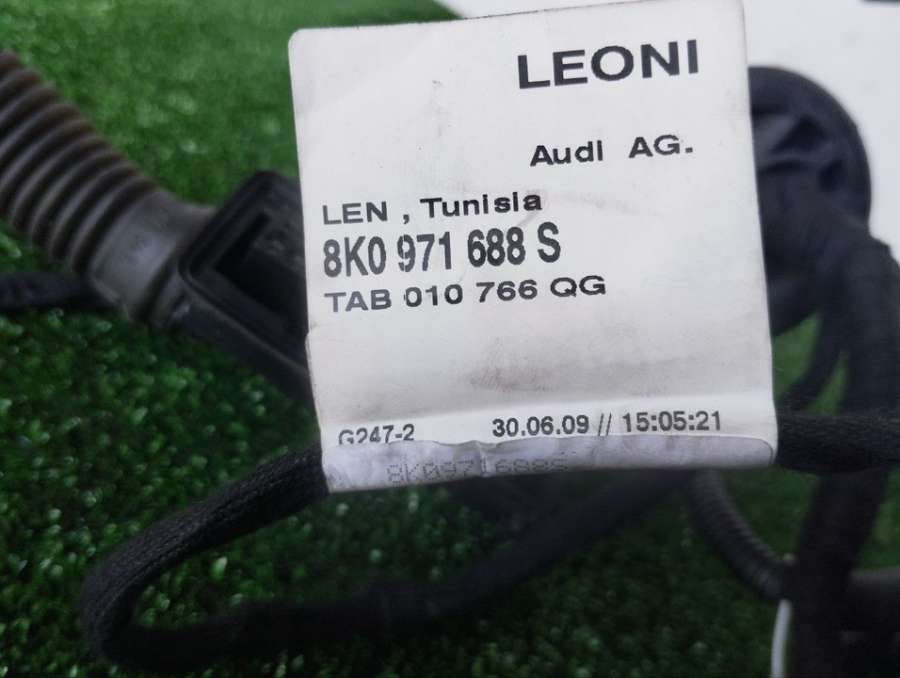 LEONI
Audi AG.
LEN , Tunisia
8K0 971 688 S
TAB 010 766 QG
G247-2 30.06.09 // 15:05:21
8K0971688S